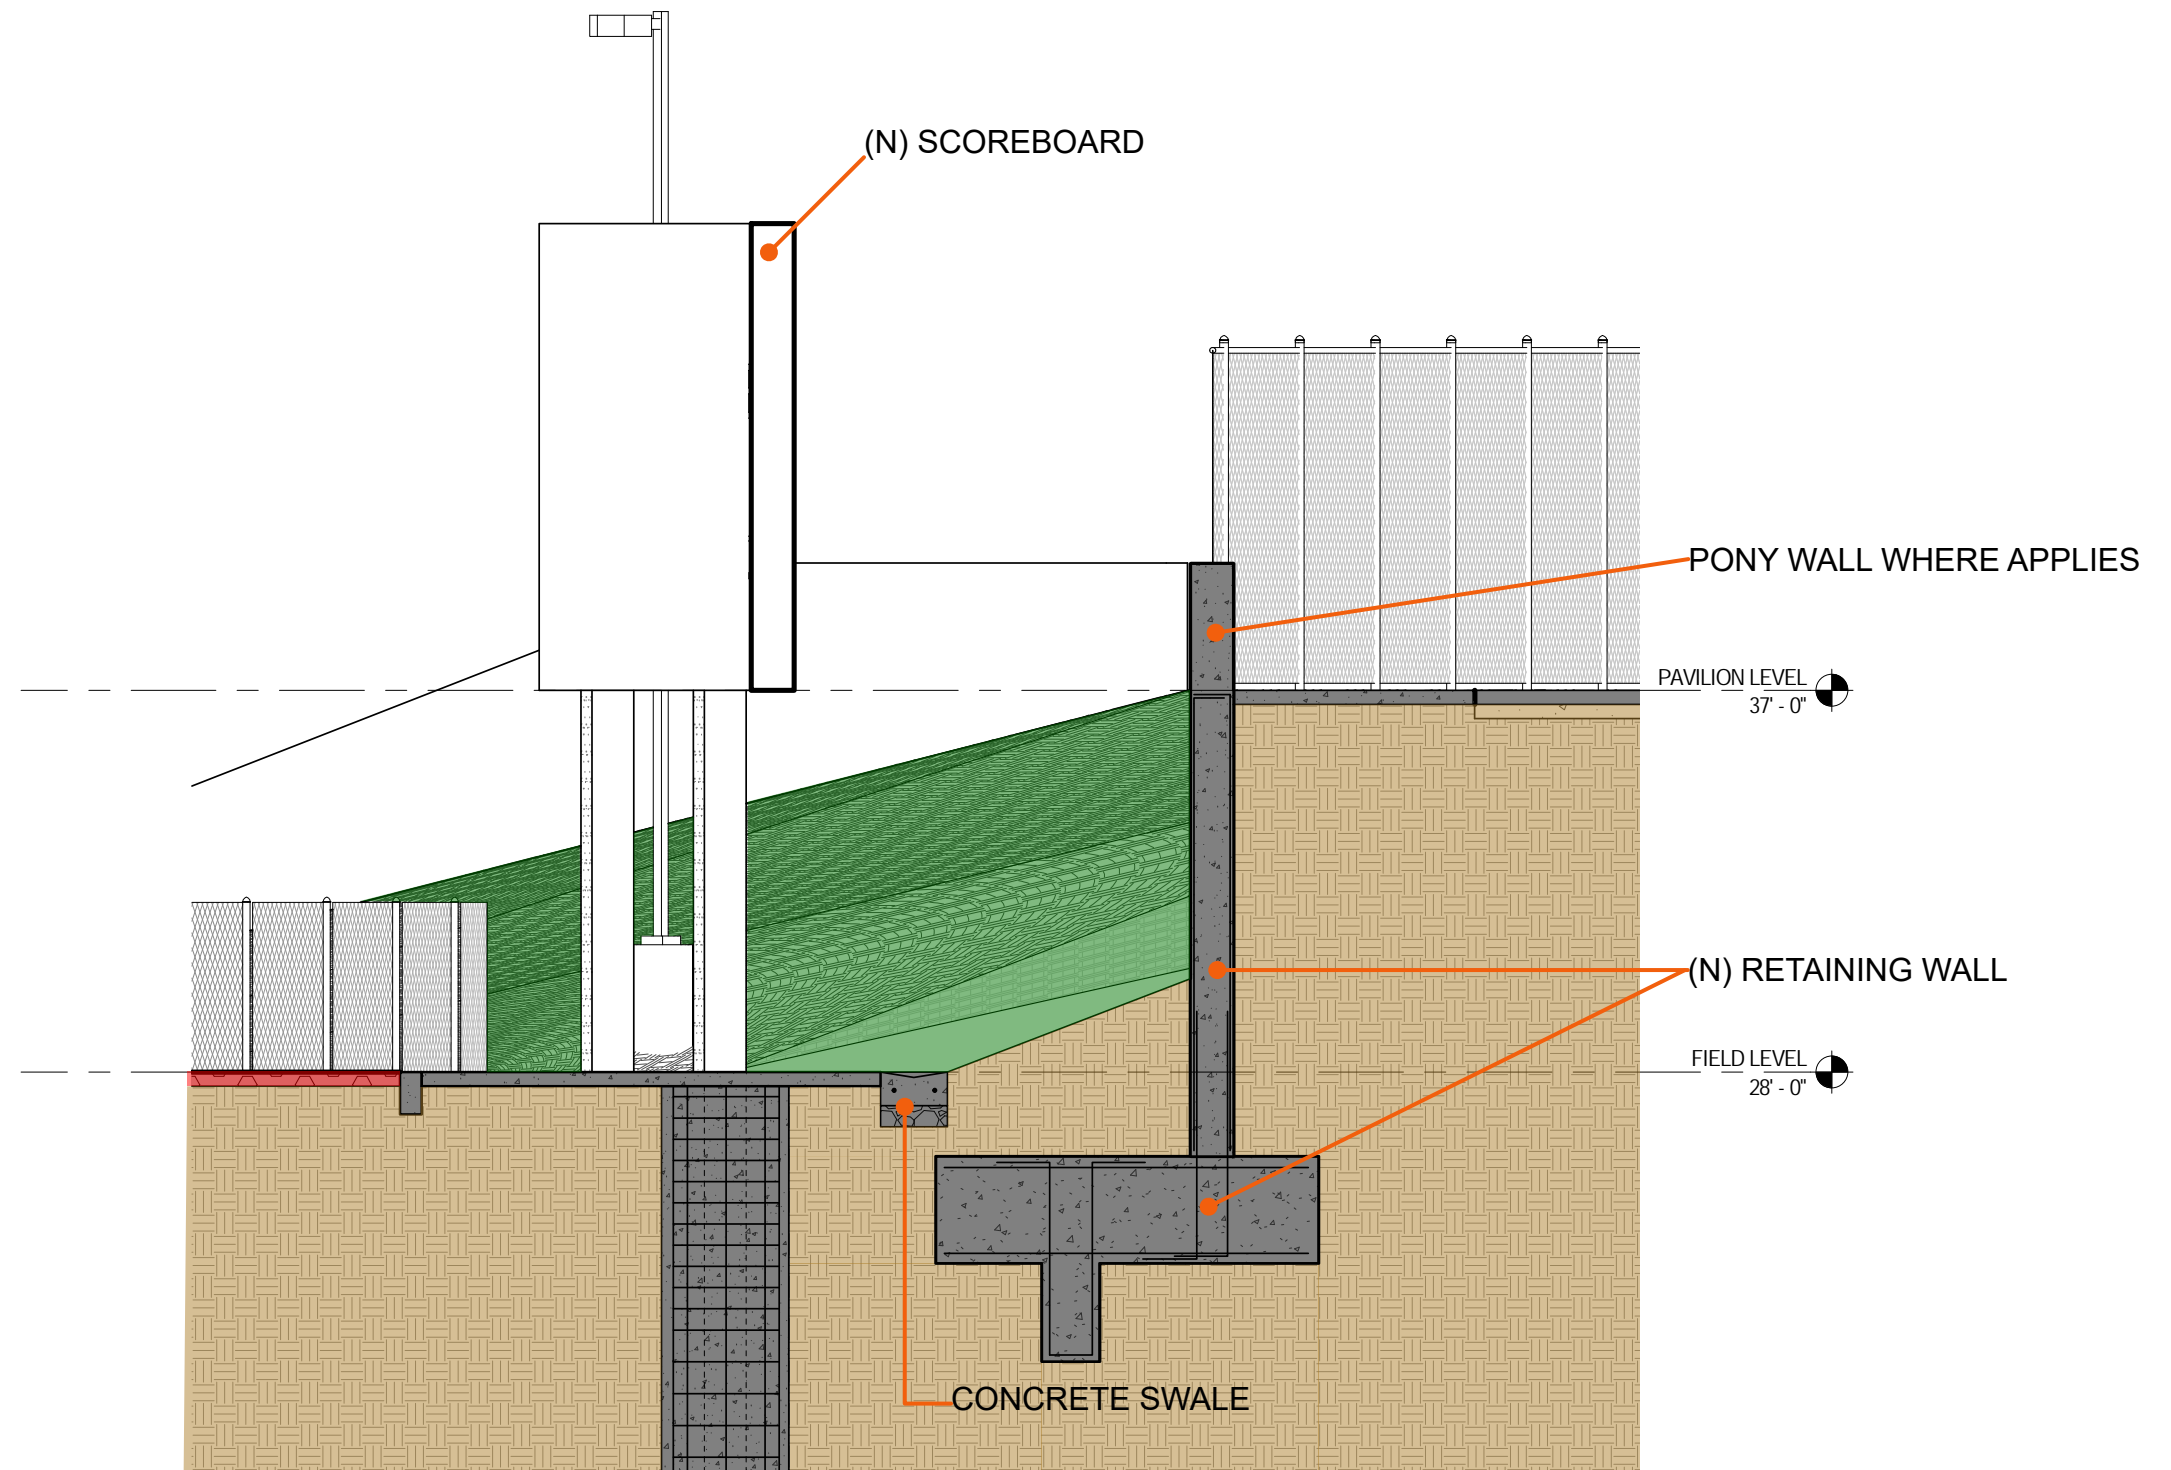 (N) SCOREBOARD
PONY WALL WHERE APPLIES
PAVILION LEVEL
37' - 0"
(N) RETAINING WALL
FIELD LEVEL
28' - 0"
CONCRETE SWALE